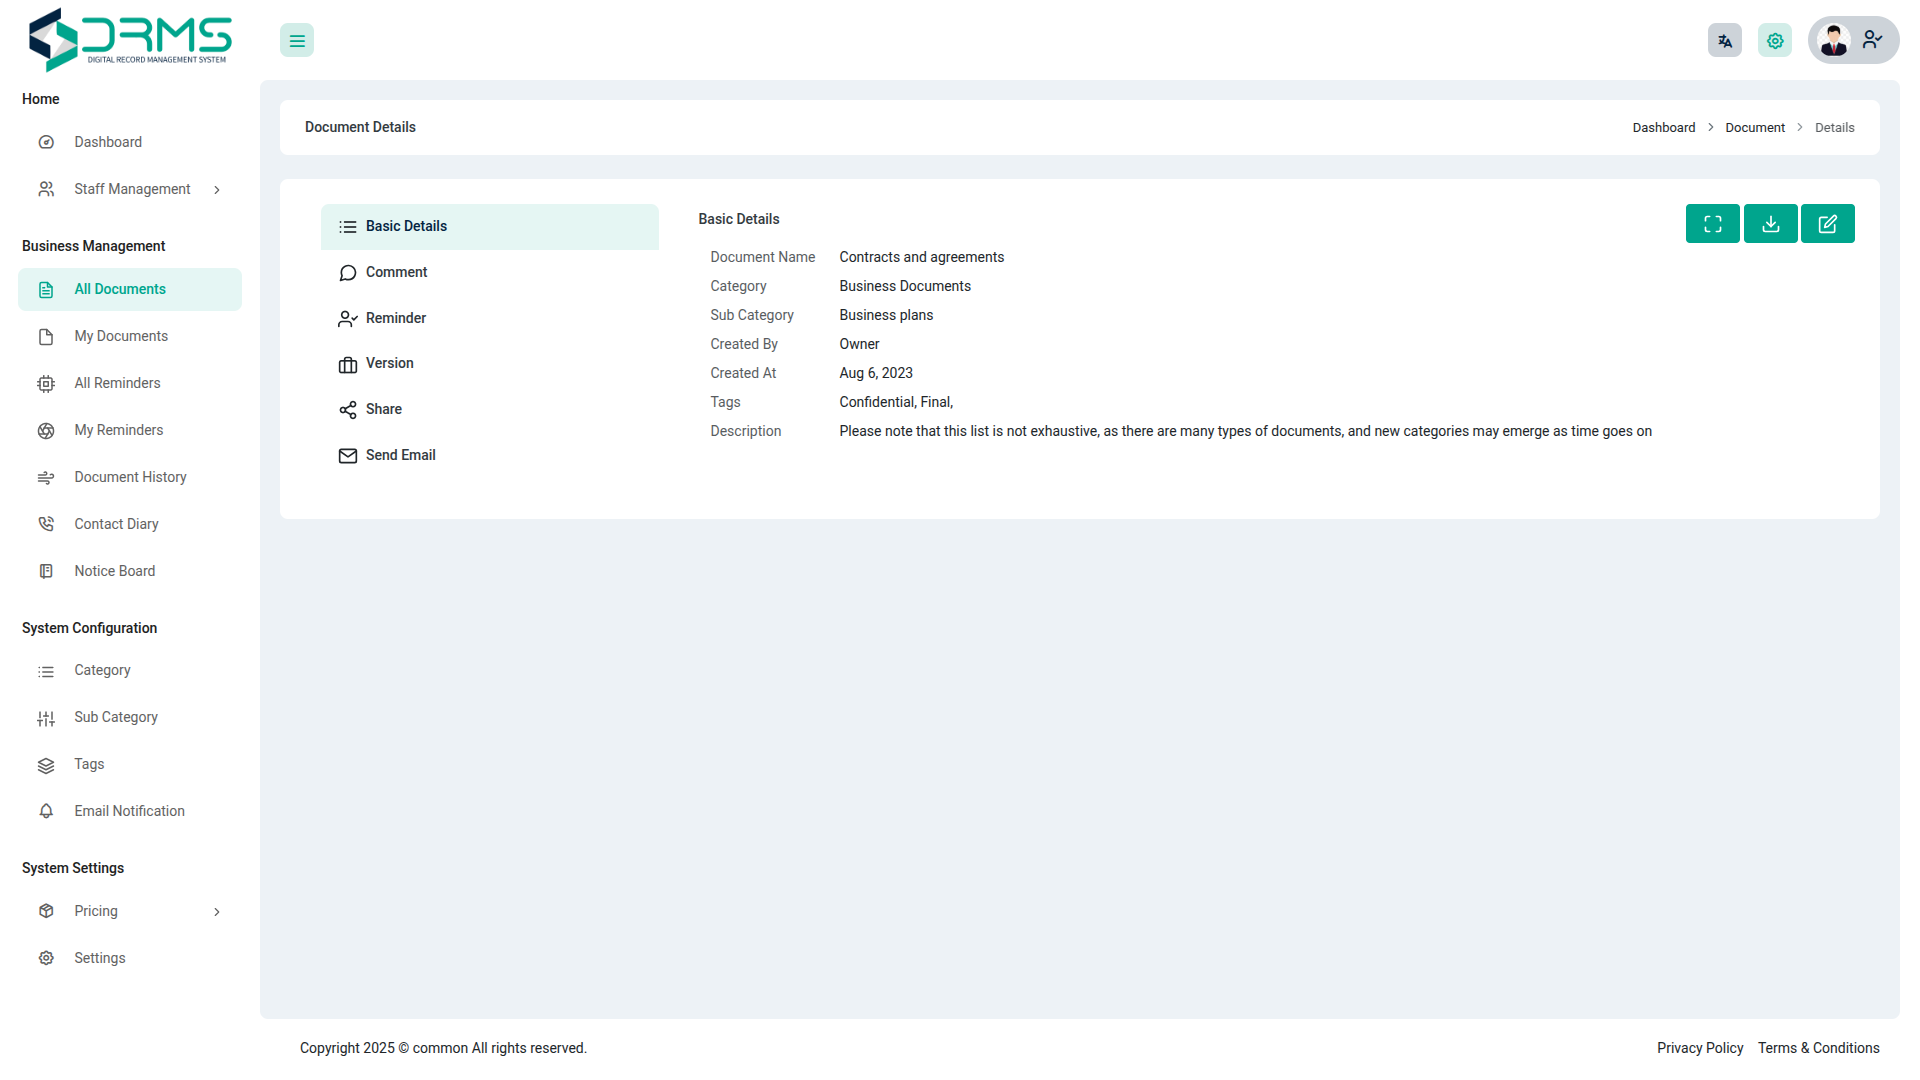 DRMS
DIGITAL RECORD MANAGEMENT SYSTEM
Home
Dashboard
Staff Management
Business Management
All Documents
My Documents
All Reminders
My Reminders
Document History
Contact Diary
Notice Board
System Configuration
Category
Sub Category
Tags
Email Notification
System Settings
Pricing
Settings
Document Details
Dashboard > Document > Details
Basic Details
Comment
Reminder
Version
Share
Send Email
Basic Details
Document Name Contracts and agreements
Category Business Documents
Sub Category Business plans
Created By Owner
Created At Aug 6, 2023
Tags Confidential, Final,
Description Please note that this list is not exhaustive, as there are many types of documents, and new categories may emerge as time goes on
Copyright 2025 © common All rights reserved.
Privacy Policy Terms & Conditions